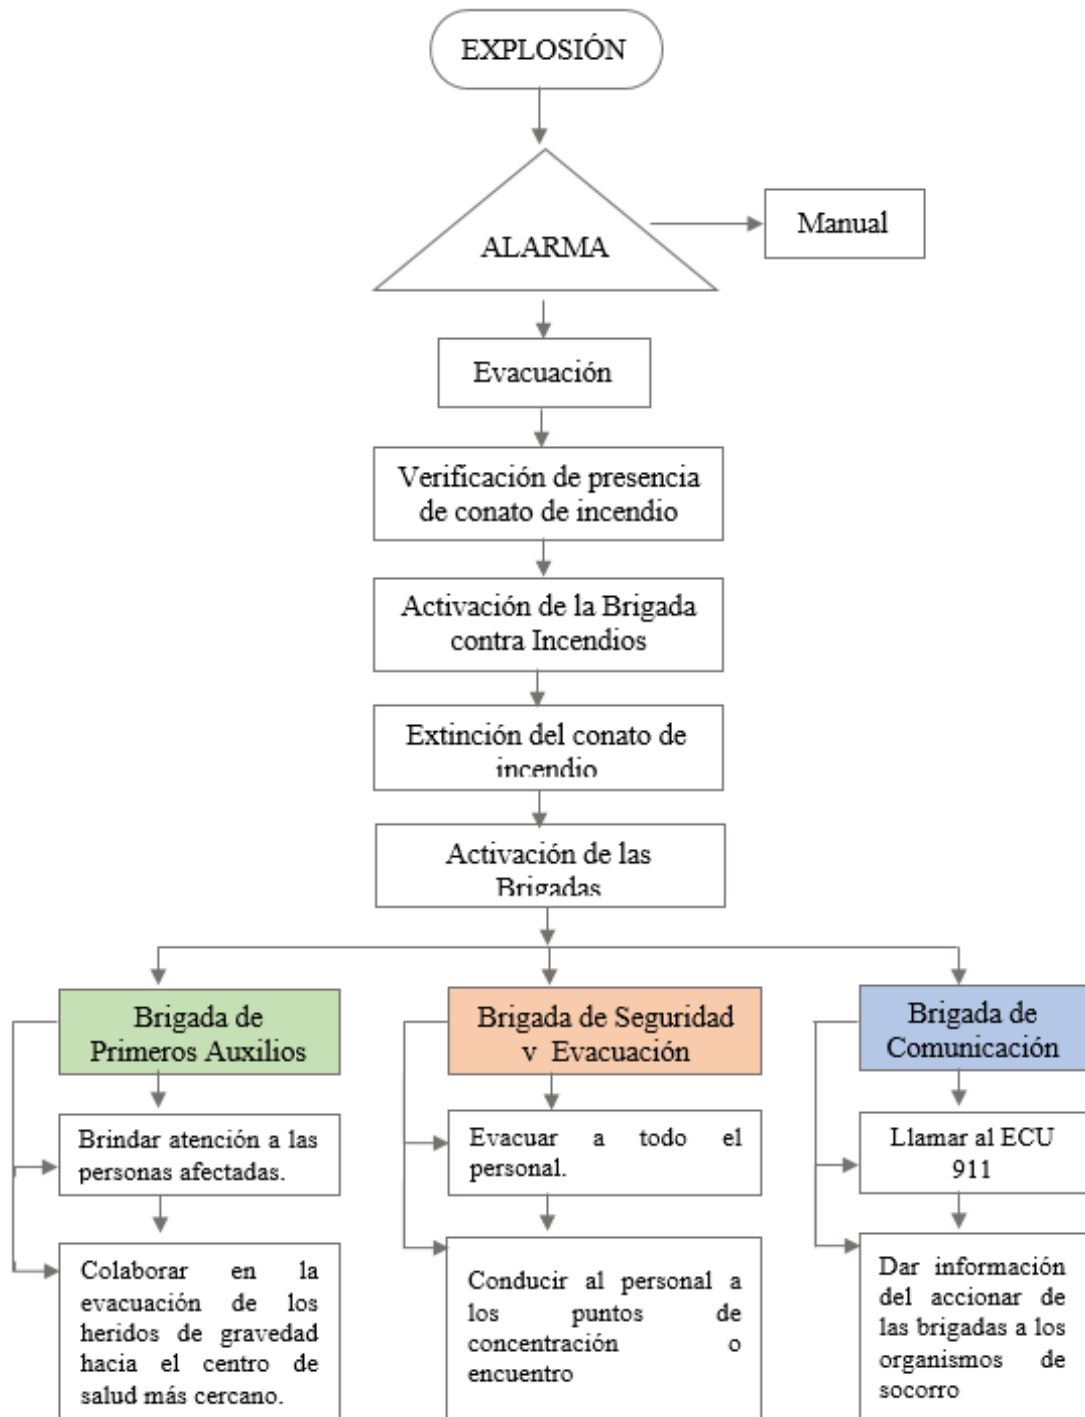 EXPLOSIÓN
ALARMA
Manual
Evacuación
Verificación de presencia
de conato de incendio
Activación de la Brigada
contra Incendios
Extinción del conato de
incendio
Activación de las
Brigadas
Brigada de
Primeros Auxilios
Brindar atención a las
personas afectadas.
Colaborar en la
evacuación de los
heridos de gravedad
hacia el centro de
salud más cercano.
Brigada de Seguridad
y Evacuación
Evacuar a todo el
personal.
Conducir al personal a
los puntos de
concentración o
encuentro
Brigada de
Comunicación
Llamar al ECU
911
Dar información
del accionar de
las brigadas a los
organismos de
socorro